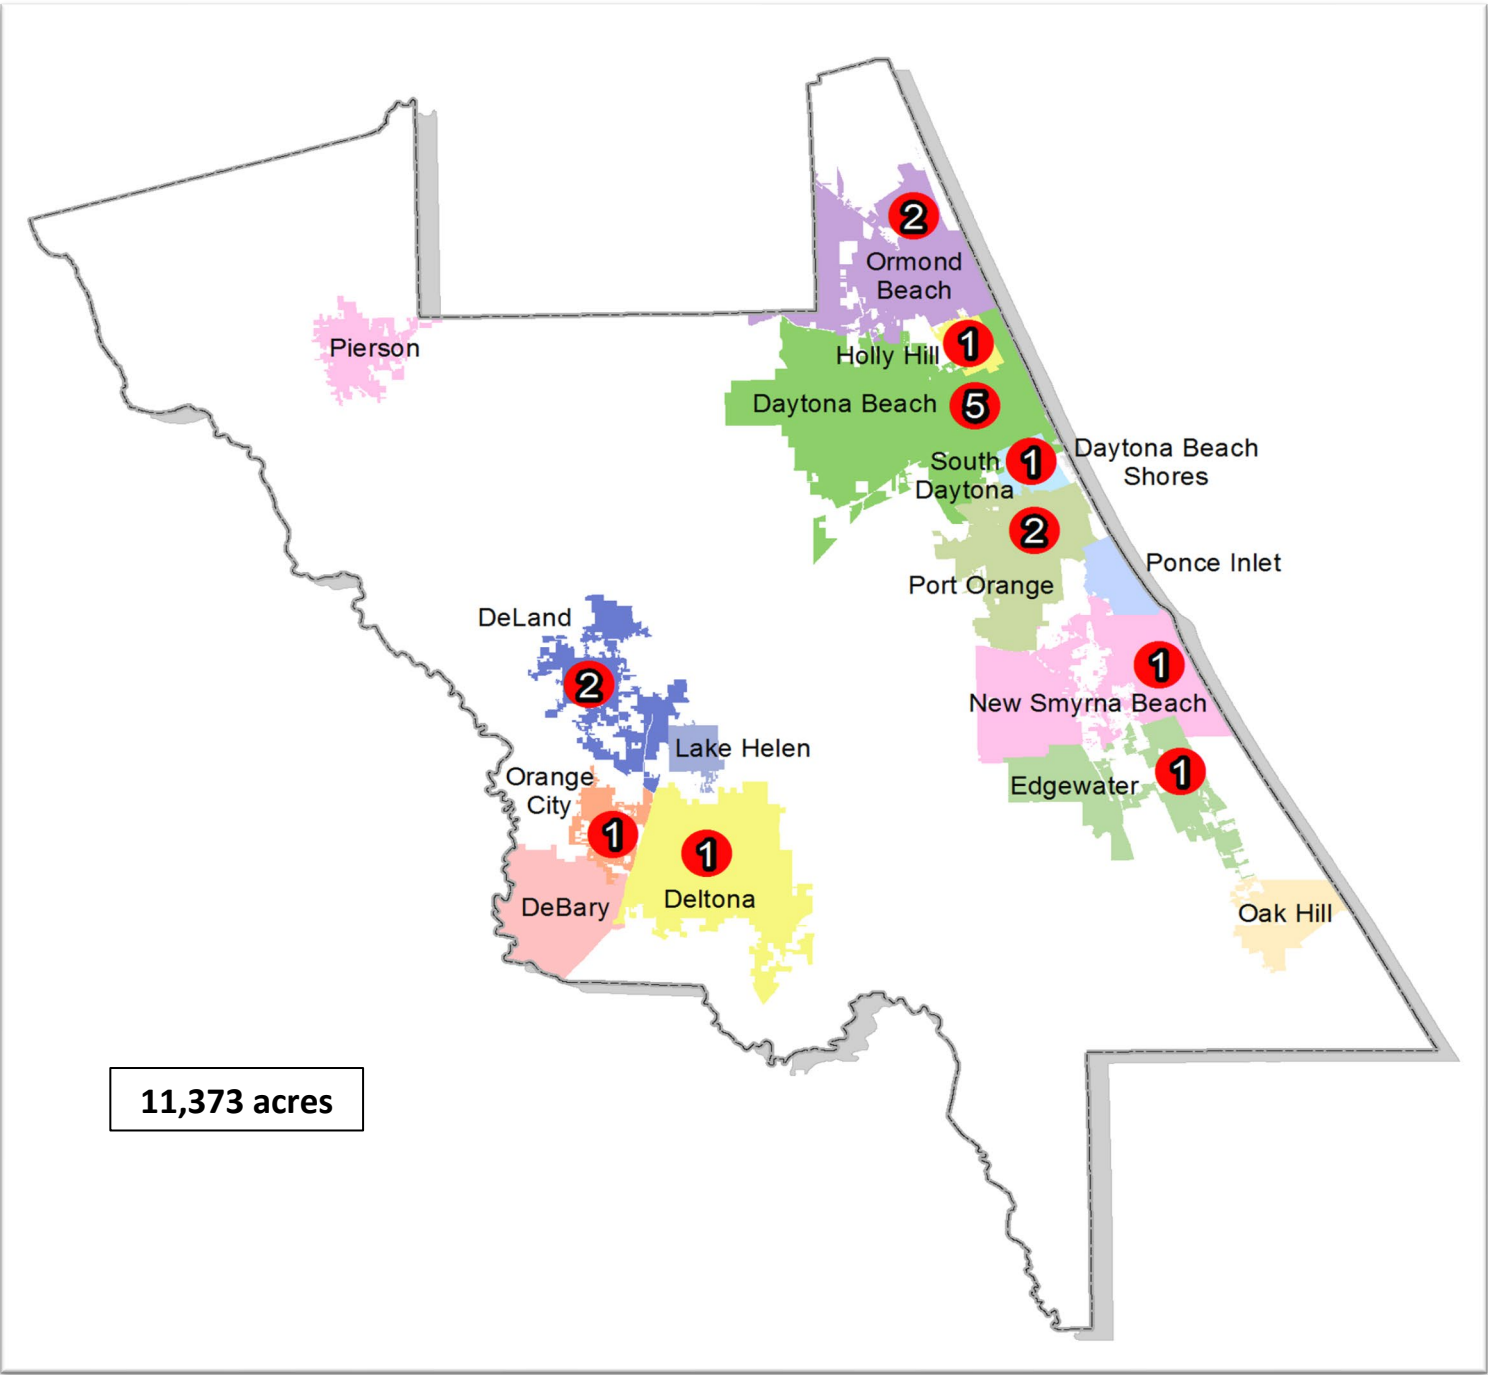 2
Ormond
Beach
Pierson
Holly Hill
1
Daytona Beach
5
South
Daytona
1
Daytona Beach
Shores
2
Port Orange
Ponce Inlet
DeLand
2
1
New Smyrna Beach
Lake Helen
Orange
City
1
Edgewater
1
1
Deltona
DeBary
Oak Hill
11,373 acres